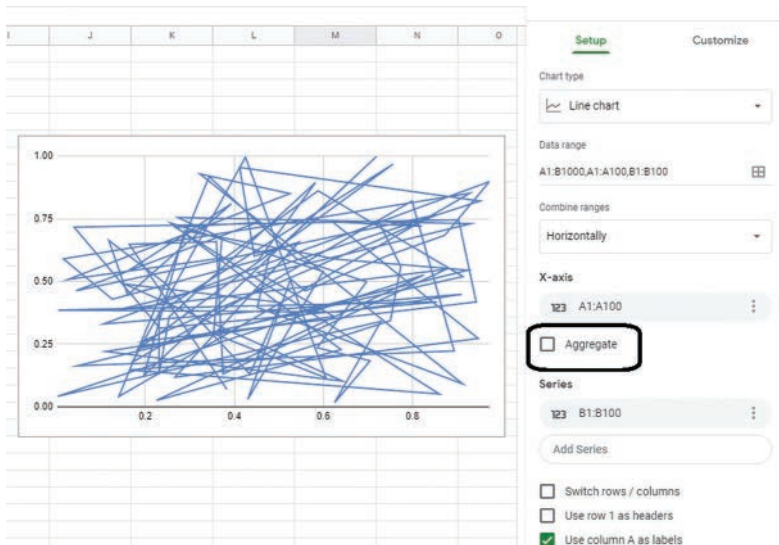 J K L M N O
Setup Customize
Chart type
Line chart
Data range
A1:B1000,A1:A100,B1:B100
Combine ranges
Horizontally
X-axis
123 A1:A100
Aggregate
Series
123 B1:B100
Add Series
Switch rows / columns
Use row 1 as headers
Use column A as labels
1.00
0.75
0.50
0.25
0.00
0.2 0.4 0.6 0.8